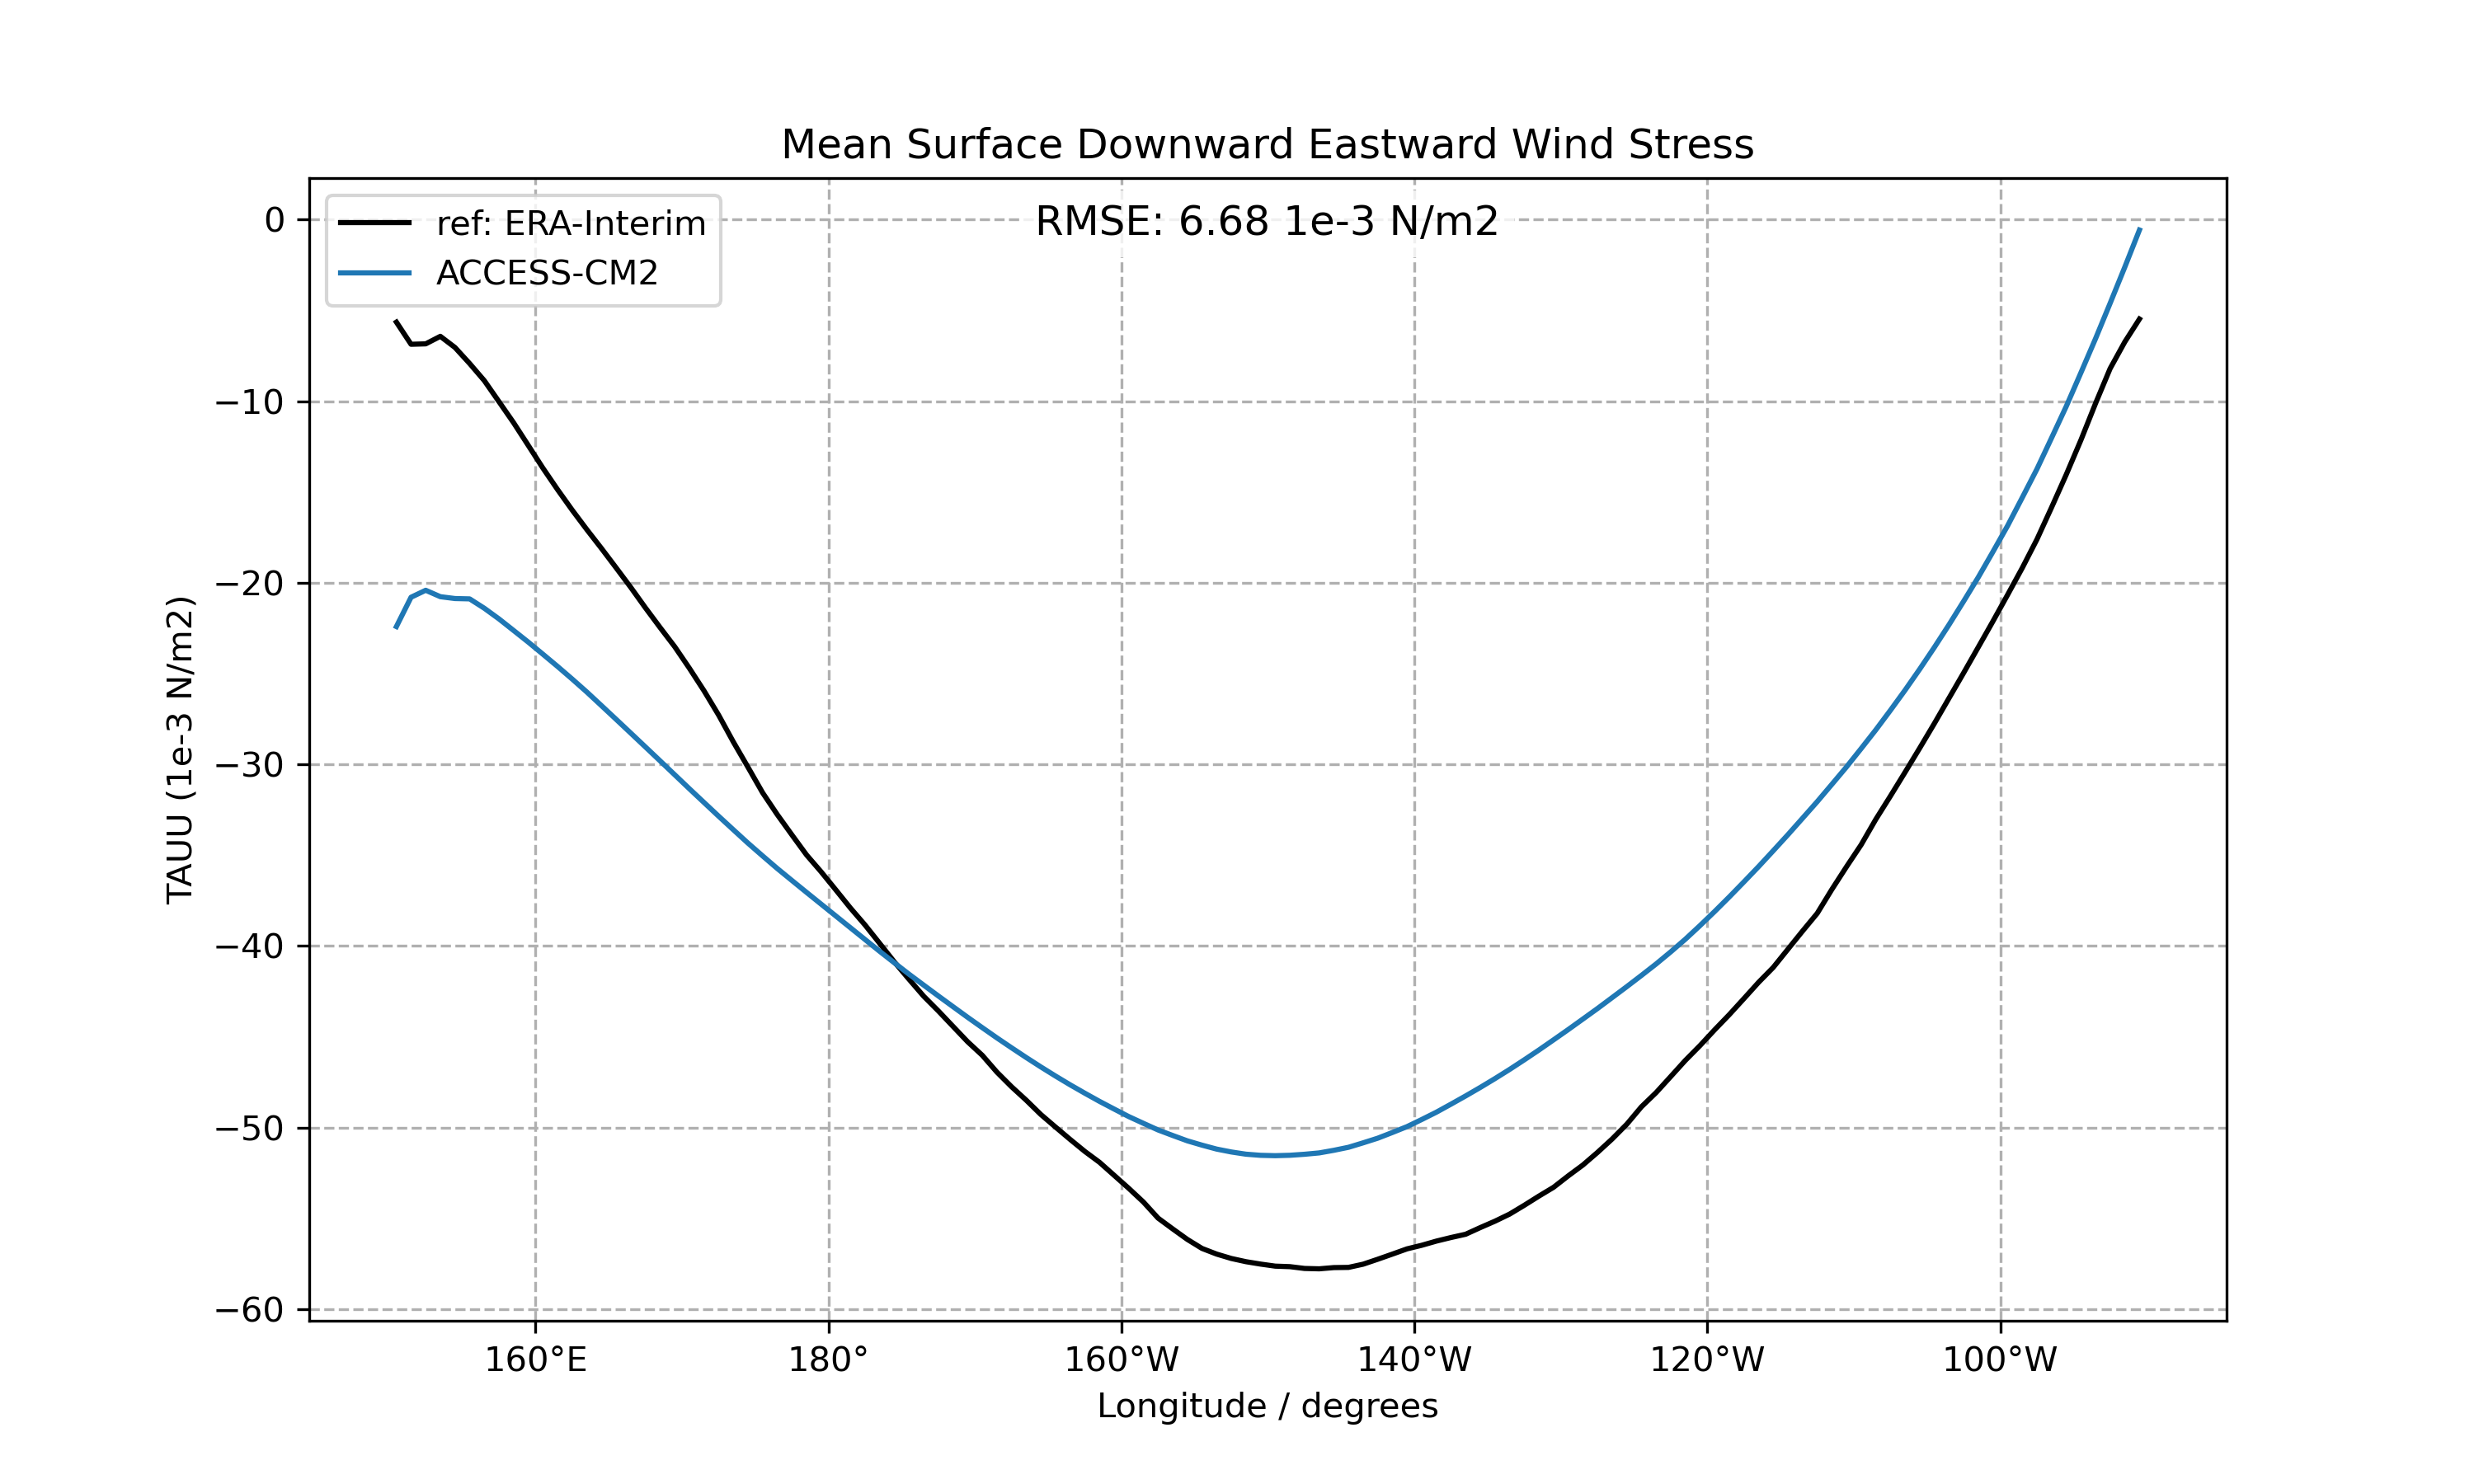 Mean Surface Downward Eastward Wind Stress
ref: ERA-Interim
ACCESS-CM2
RMSE: 6.68 1e-3 N/m2
TAUU (1e-3 N/m2)
0
−10
−20
−30
−40
−50
−60
160°E 180° 160°W 140°W 120°W 100°W
Longitude / degrees